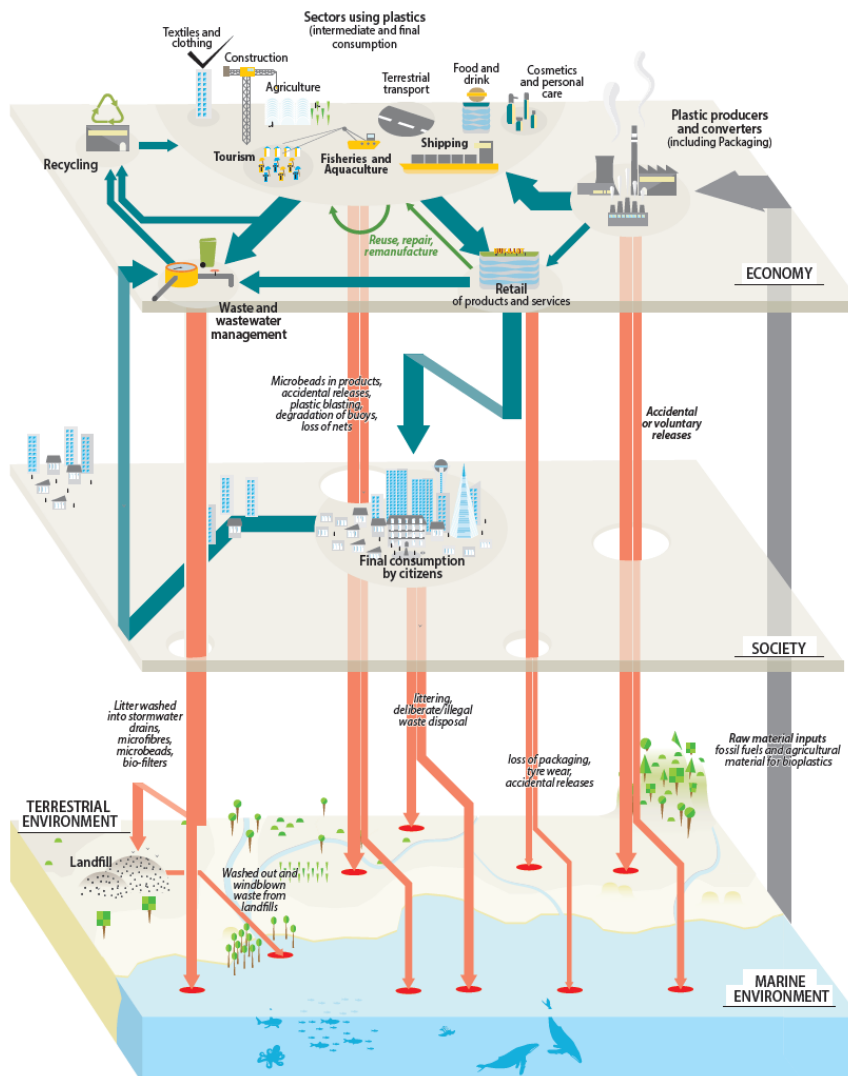 Sectors using plastics
(intermediate and final
consumption)
Textiles and
clothing
Construction
Agriculture
Terrestrial
transport
Food and
drink
Cosmetics and
personal
care
Plastic producers
and converters
(including Packaging)
Recycling
Tourism
Fisheries and
Aquaculture
Shipping
Reuse, repair,
remanufacture
Retail
of products and services
ECONOMY
Waste and
wastewater
management
Microbeads in products,
accidental releases,
plastic blasting,
degradation of buoys,
loss of nets
Accidental
or voluntary
releases
Final consumption
by citizens
SOCIETY
Litter washed
into stormwater
drains,
microfibres,
microbeads,
bio-filters
littering,
deliberate/illegal
waste disposal
loss of packaging,
tyre wear,
accidental releases
Raw material inputs
fossil fuels and agricultural
material for bioplastics
TERRESTRIAL
ENVIRONMENT
Landfill
Washed out and
windblown
waste from
landfills
MARINE
ENVIRONMENT